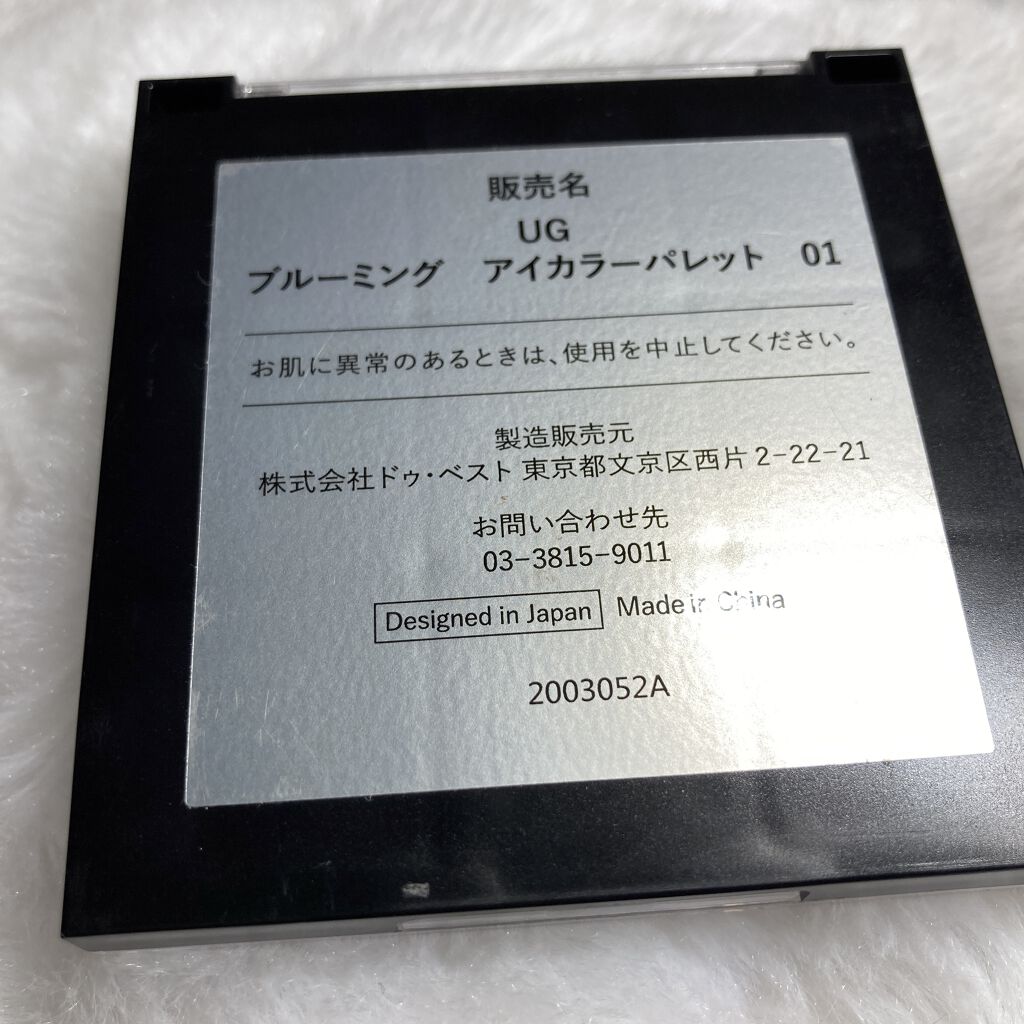 販売名
UG
ブルーミング アイカラーパレット 01
お肌に異常のあるときは、使用を中止してください。
製造販売元
株式会社ドゥ・ベスト 東京都文京区西片2-22-21
お問い合わせ先
03-3815-9011
Designed in Japan Made in China
2003052A